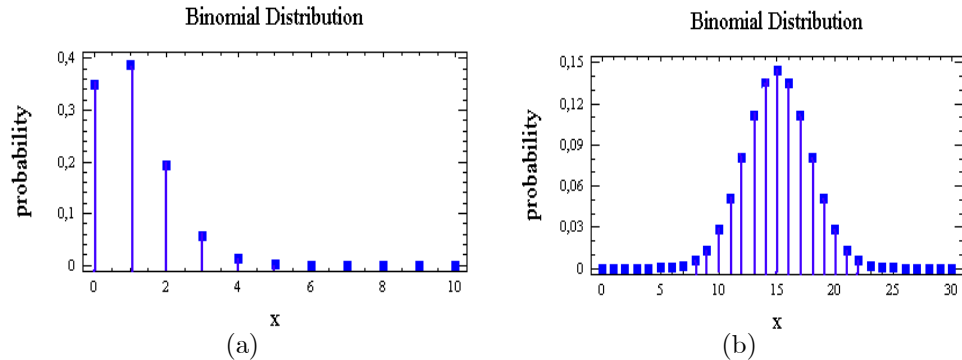 Binomial Distribution
0,4
0,3
0,2
0,1
0
probability
0 2 4 6 8 10
x
(a)
Binomial Distribution
0,15
0,12
0,09
0,06
0,03
0
probability
0 5 10 15 20 25 30
x
(b)